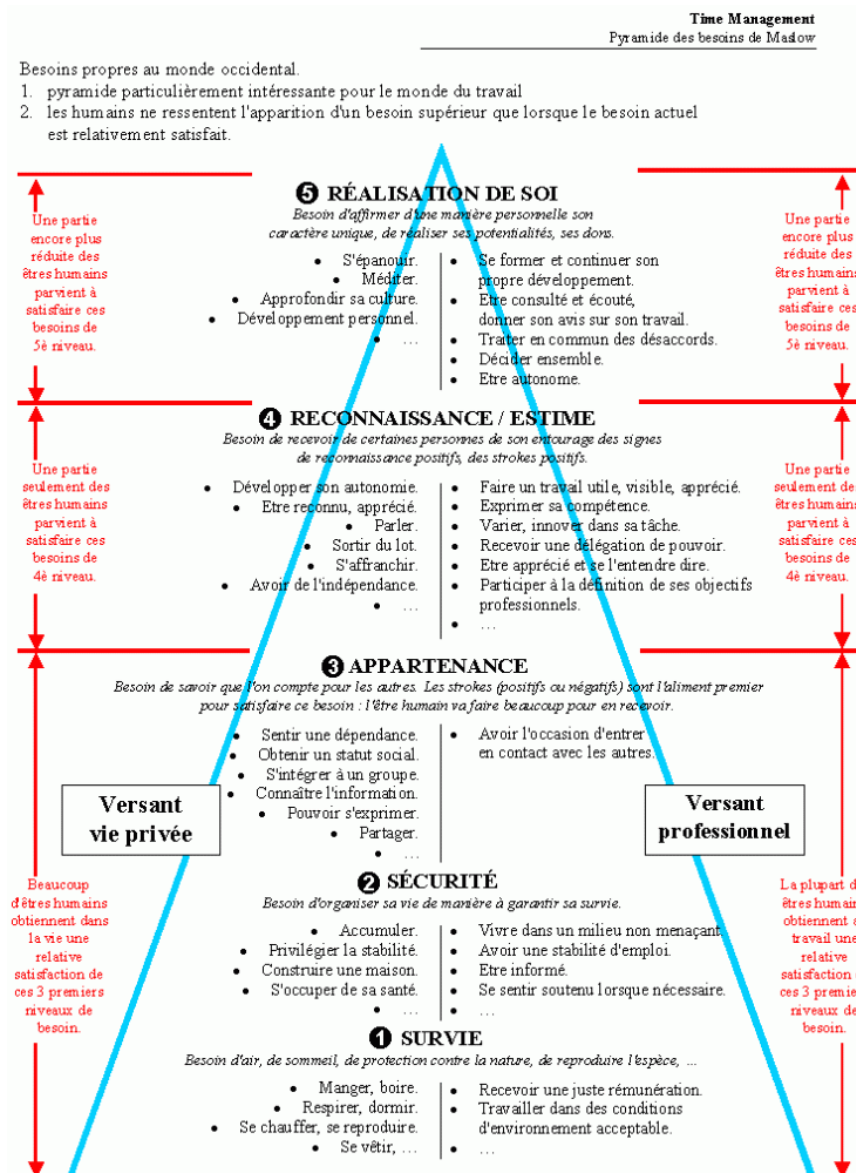 Time Management
Pyramide des besoins de Maslow
Besoins propres au monde occidental.
1. pyramide particulièrement intéressante pour le monde du travail
2. les humains ne ressentent l'apparition d'un besoin supérieur que lorsque le besoin actuel
est relativement satisfait.
❺ RÉALISATION DE SOI
Besoin d'affirmer d'une manière personnelle son
caractère unique, de réaliser ses potentialités, ses dons.
• S'épanouir.
• Méditer.
• Approfondir sa culture.
• Développement personnel.
• …
• Se former et continuer son
propre développement.
• Etre consulté et écouté,
donner son avis sur son travail.
• Traiter en commun des désaccords.
• Décider ensemble.
• Etre autonome.
Une partie
encore plus
réduite des
êtres humains
parvient à
satisfaire ces
besoins de
5è niveau.
Une partie
encore plus
réduite des
êtres humains
parvient à
satisfaire ces
besoins de
5è niveau.
❹ RECONNAISSANCE / ESTIME
Besoin de recevoir de certaines personnes de son entourage des signes
de reconnaissance positifs, des strokes positifs.
• Développer son autonomie.
• Etre reconnu, apprécié.
• Parler.
• Sortir du lot.
• S'affranchir.
• Avoir de l'indépendance.
• …
• Faire un travail utile, visible, apprécié.
• Exprimer sa compétence.
• Varier, innover dans sa tâche.
• Recevoir une délégation de pouvoir.
• Etre apprécié et se l'entendre dire.
• Participer à la définition de ses objectifs
professionnels.
• …
Une partie
seulement des
êtres humains
parvient à
satisfaire ces
besoins de
4è niveau.
Une partie
seulement des
êtres humains
parvient à
satisfaire ces
besoins de
4è niveau.
❸ APPARTENANCE
Besoin de savoir que l'on compte pour les autres. Les strokes (positifs ou négatifs) sont l'aliment premier
pour satisfaire ce besoin : l'être humain va faire beaucoup pour en recevoir.
• Sentir une dépendance.
• Obtenir un statut social.
• S'intégrer à un groupe.
• Connaître l'information.
• Pouvoir s'exprimer.
• Partager.
• …
• Avoir l'occasion d'entrer
en contact avec les autres.
Versant
vie privée
Versant
professionnel
❷ SÉCURITÉ
Besoin d'organiser sa vie de manière à garantir sa survie.
• Accumuler.
• Privilégier la stabilité.
• Construire une maison.
• S'occuper de sa santé.
• …
• Vivre dans un milieu non menaçant.
• Avoir une stabilité d'emploi.
• Etre informé.
• Se sentir soutenu lorsque nécessaire.
• …
Beaucoup
d'êtres humains
obtiennent dans
la vie une
relative
satisfaction de
ces 3 premiers
niveaux de
besoin.
La plupart d
êtres humain
obtiennent a
travail une
relative
satisfaction d
ces 3 premie
niveaux de
besoin.
❶ SURVIE
Besoin d'air, de sommeil, de protection contre la nature, de reproduire l'espèce, ...
• Manger, boire.
• Respirer, dormir.
• Se chauffer, se reproduire.
• Se vêtir, …
• Recevoir une juste rémunération.
• Travailler dans des conditions
d'environnement acceptable.
• …